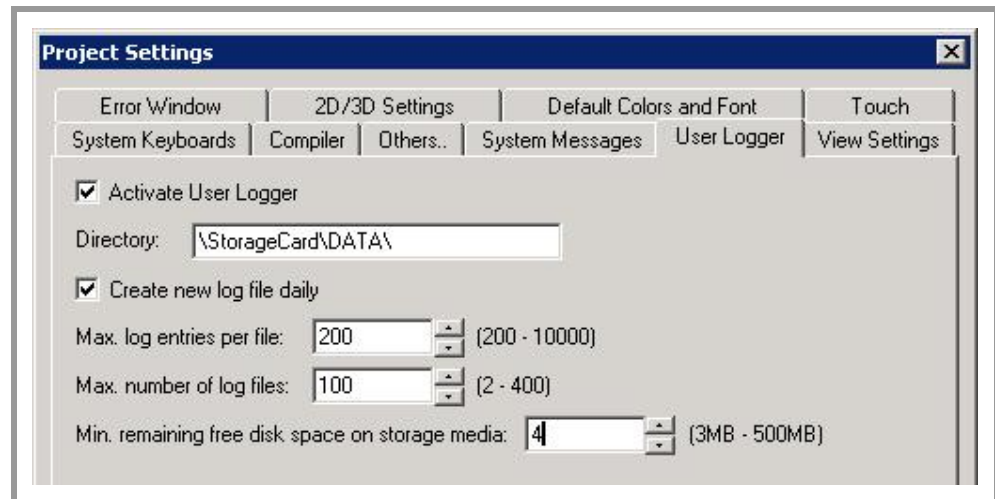 Project Settings
Error Window 2D/3D Settings Default Colors and Font Touch
System Keyboards Compiler Others.. System Messages User Logger View Settings
Activate User Logger
Directory: \StorageCard\DATA\
Create new log file daily
Max. log entries per file: 200 (200 - 10000)
Max. number of log files: 100 (2 - 400)
Min. remaining free disk space on storage media: 4 (3MB - 500MB)